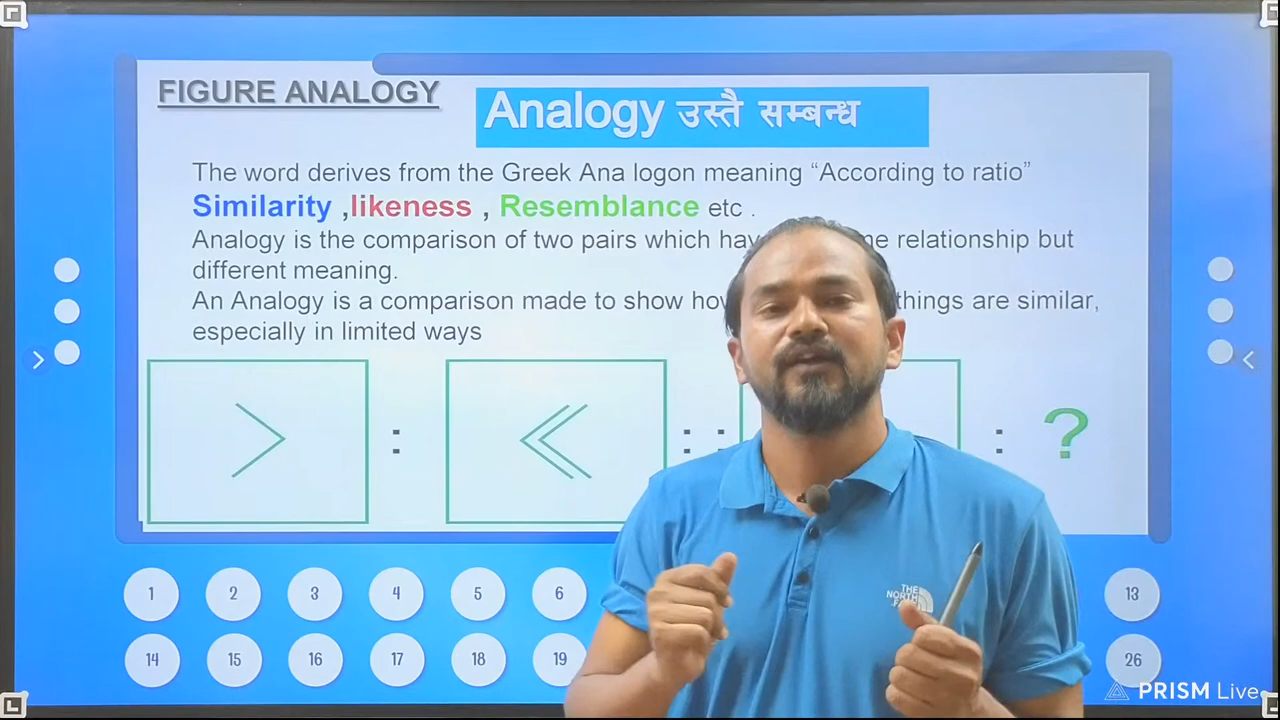 FIGURE ANALOGY
Analogy उस्तै सम्बन्ध
The word derives from the Greek Ana logon meaning “According to ratio”
Similarity ,likeness , Resemblance etc .
Analogy is the comparison of two pairs which relationship but
different meaning.
An Analogy is a comparison made to show things are similar,
especially in limited ways
: :: : ?
1 2 3 4 5 6 13
14 15 16 17 18 19 26
THE NORTH
PRISM Live